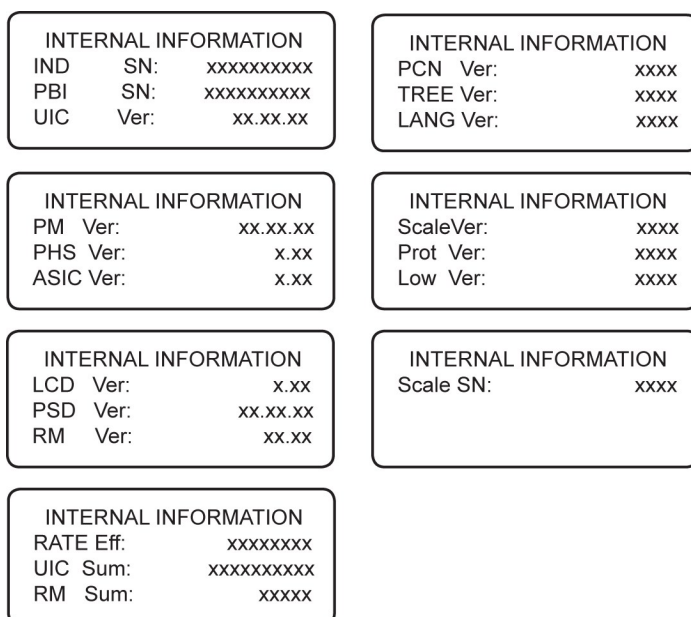 INTERNAL INFORMATION
IND SN: xxxxxxxxxx
PBI SN: xxxxxxxxxx
UIC Ver: xx.xx.xx
INTERNAL INFORMATION
PM Ver: xx.xx.xx
PHS Ver: x.xx
ASIC Ver: x.xx
INTERNAL INFORMATION
LCD Ver: x.xx
PSD Ver: xx.xx.xx
RM Ver: xx.xx
INTERNAL INFORMATION
RATE Eff: xxxxxxxx
UIC Sum: xxxxxxxxxx
RM Sum: xxxxx
INTERNAL INFORMATION
PCN Ver: xxxx
TREE Ver: xxxx
LANG Ver: xxxx
INTERNAL INFORMATION
ScaleVer: xxxx
Prot Ver: xxxx
Low Ver: xxxx
INTERNAL INFORMATION
Scale SN: xxxx